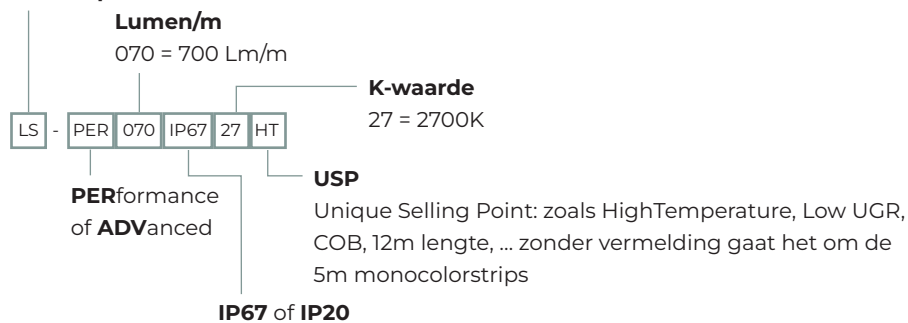 Lumen/m
070 = 700 Lm/m
K-waarde
27 = 2700K
LS - PER 070 IP67 27 HT
PERformance
of ADVanced
USP
Unique Selling Point: zoals HighTemperature, Low UGR,
COB, 12m lengte, ... zonder vermelding gaat het om de
5m monocolorstrips
IP67 of IP20